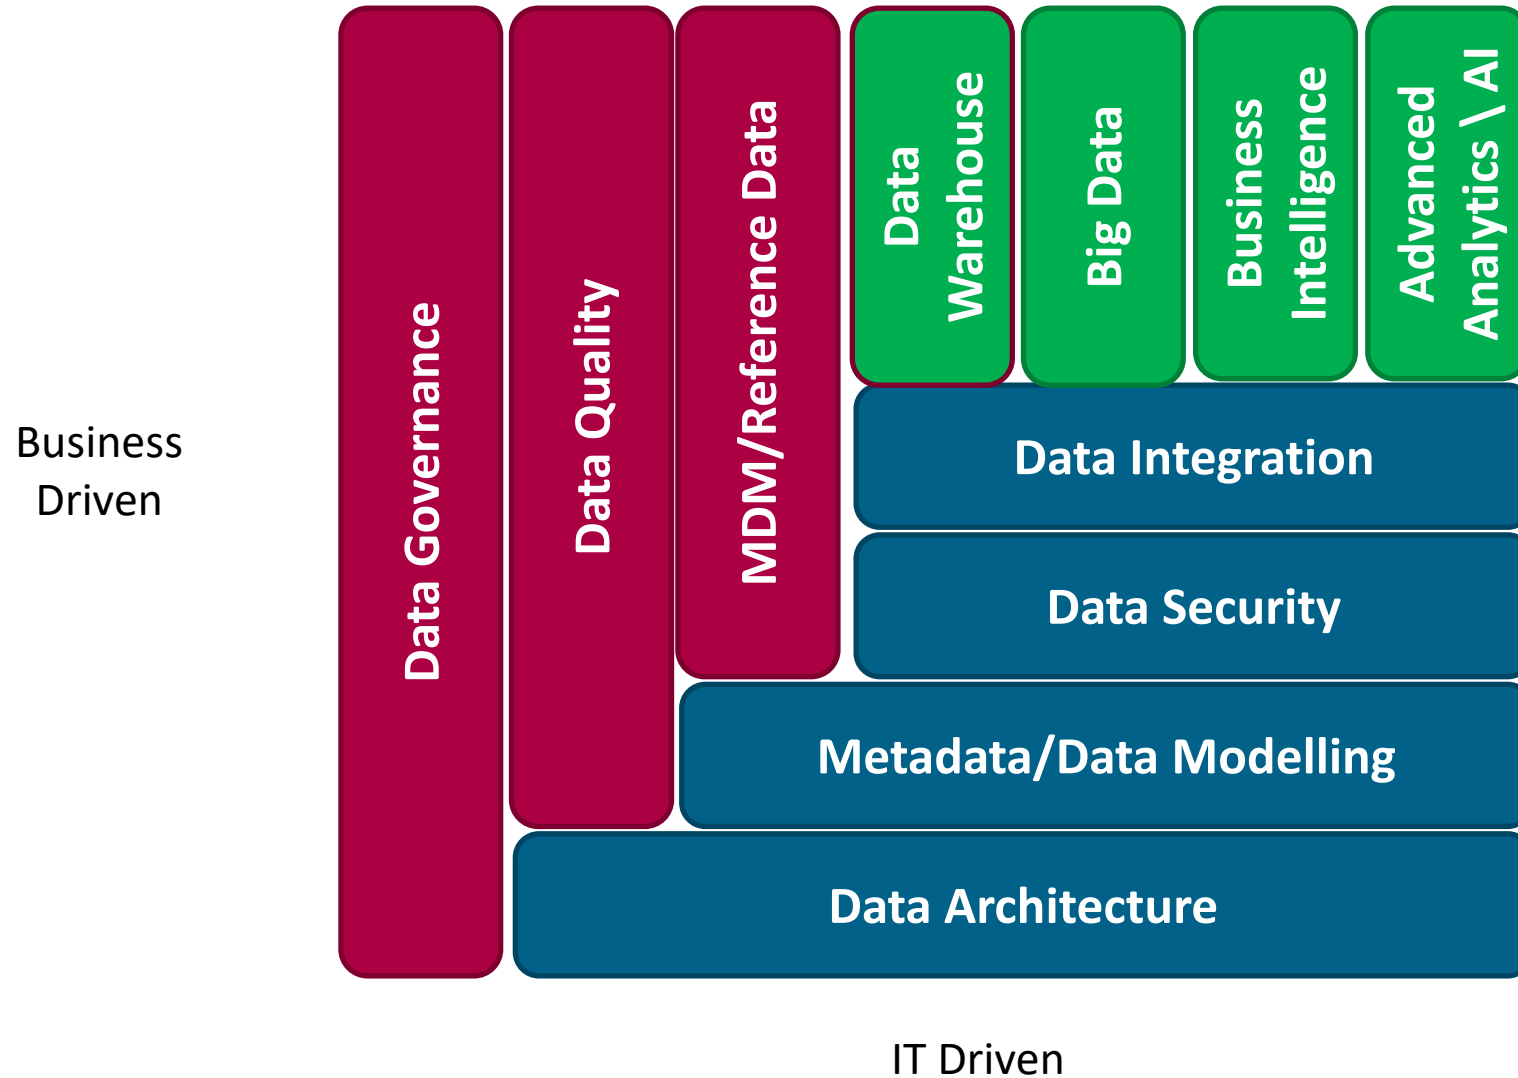 Business
Driven
Data Governance
Data Quality
MDM/Reference Data
Data
Warehouse
Big Data
Business
Intelligence
Advanced
Analytics \ AI
Data Integration
Data Security
Metadata/Data Modelling
Data Architecture
IT Driven